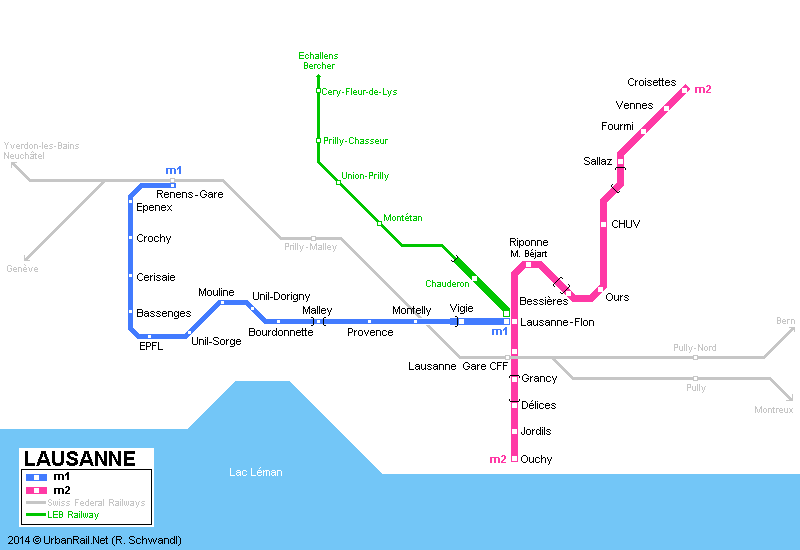 Echallens
Bercher
Croisettes
m2
Cery-Fleur-de-Lys
Vennes
Fourmi
Prilly-Chasseur
Yverdon-les-Bains
Neuchâtel
Sallaz
m1
Union-Prilly
Renens-Gare
Epenex
Montétan
CHUV
Crochy
Prilly-Malley
Riponne
M. Béjart
Genève
Cerisaie
Chauderon
Mouline
Unil-Dorigny
Bessières
Ours
Bassenges
Malley
Montelly
Vigie
Lausanne-Flon
Bourdonnette
Provence
m1
Bern
EPFL
Unil-Sorge
Pully-Nord
Lausanne Gare CFF
Grancy
Pully
Délices
Montreux
Jordils
m2
Ouchy
Lac Léman
LAUSANNE
m1
m2
Swiss Federal Railways
LEB Railway
2014 © UrbanRail.Net (R. Schwandl)